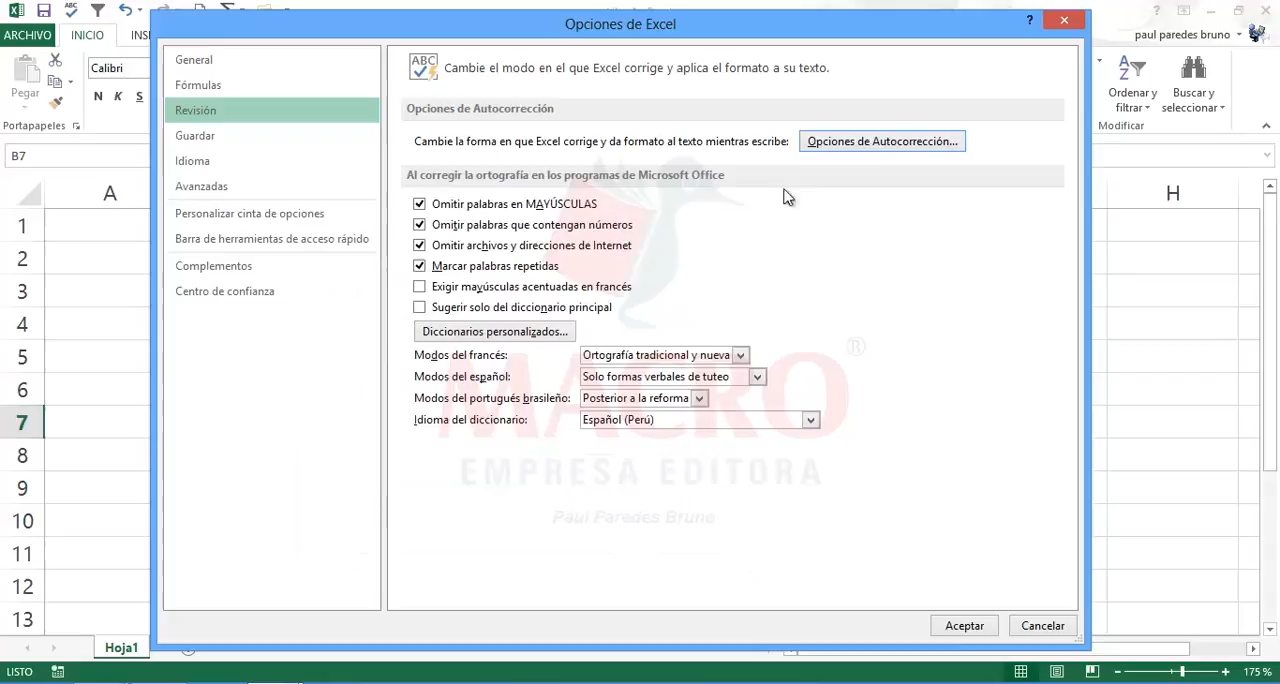 Opciones de Excel
?
paul paredes bruno
ARCHIVO
INICIO
INS
Pegar
Calibri
N K S
Portapapeles
Ordenar y filtrar
Buscar y seleccionar
Modificar
B7
A
H
1
2
3
4
5
6
7
8
9
10
11
12
13
General
Fórmulas
Revisión
Guardar
Idioma
Avanzadas
Personalizar cinta de opciones
Barra de herramientas de acceso rápido
Complementos
Centro de confianza
ABC
Cambie el modo en el que Excel corrige y aplica el formato a su texto.
Opciones de Autocorrección
Cambie la forma en que Excel corrige y da formato al texto mientras escribe: Opciones de Autocorrección...
Al corregir la ortografía en los programas de Microsoft Office
Omitir palabras en MAYÚSCULAS
Omitir palabras que contengan números
Omitir archivos y direcciones de Internet
Marcar palabras repetidas
Exigir mayúsculas acentuadas en francés
Sugerir solo del diccionario principal
Diccionarios personalizados...
Modos del francés: Ortografía tradicional y nueva
Modos del español: Solo formas verbales de tuteo
Modos del portugués brasileño: Posterior a la reforma
Idioma del diccionario: Español (Perú)
MACRO®
EMPRESA EDITORA
Paul Paredes Bruno
Aceptar
Cancelar
Hoja1
LISTO
175 %